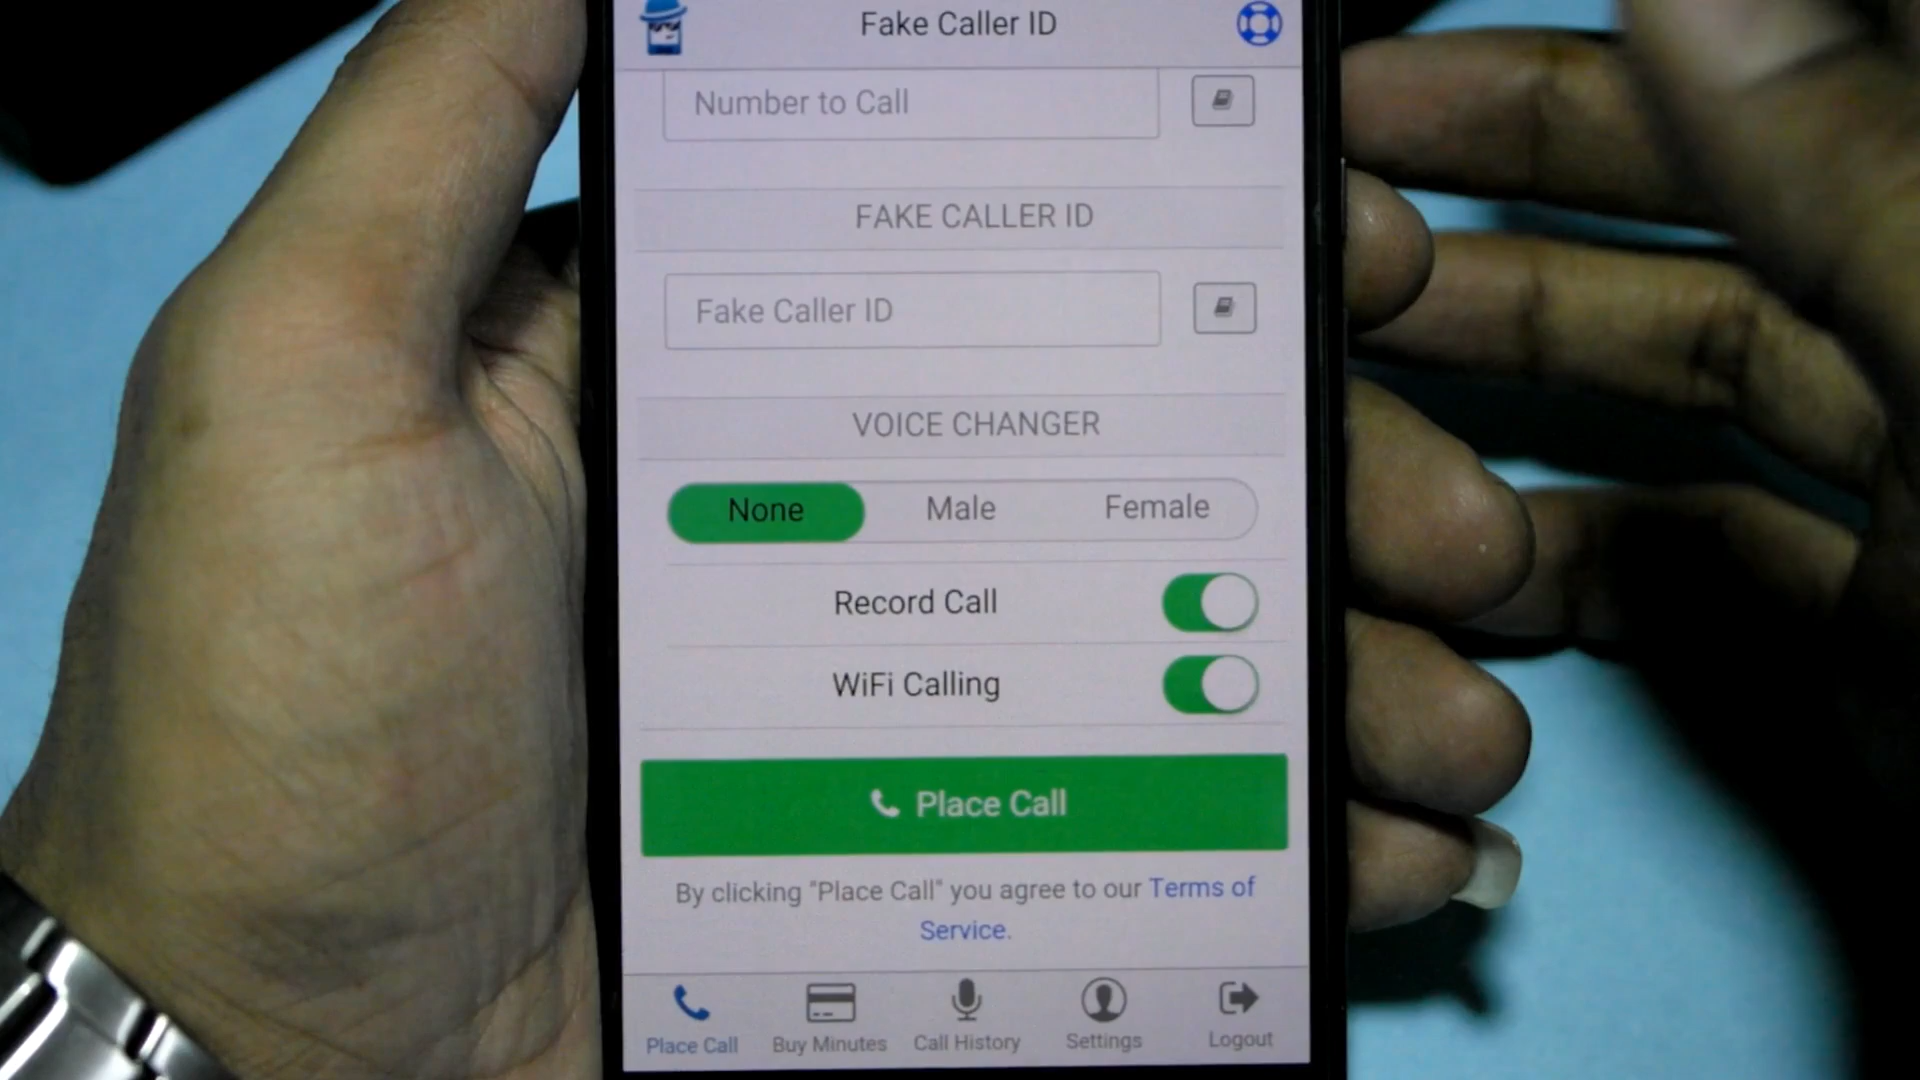 Fake Caller ID
Number to Call
FAKE CALLER ID
Fake Caller ID
VOICE CHANGER
None Male Female
Record Call
WiFi Calling
Place Call
By clicking "Place Call" you agree to our Terms of
Service.
Place Call Buy Minutes Call History Settings Logout